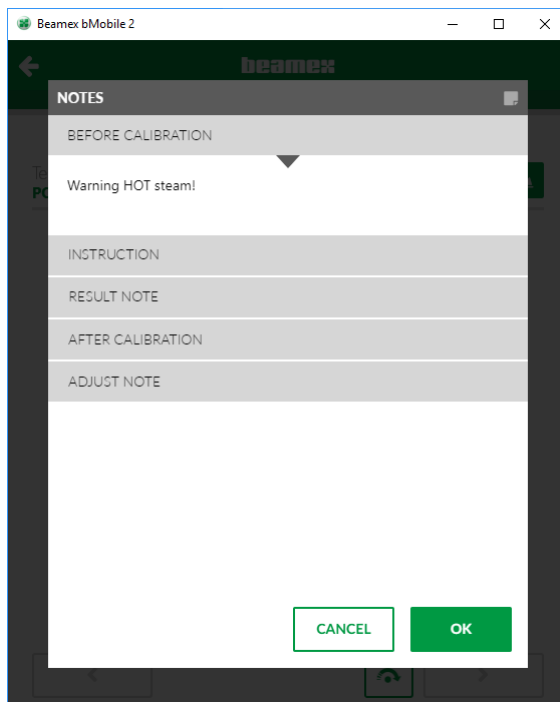 Beamex bMobile 2
beamex
NOTES
BEFORE CALIBRATION
Warning HOT steam!
INSTRUCTION
RESULT NOTE
AFTER CALIBRATION
ADJUST NOTE
CANCEL
OK